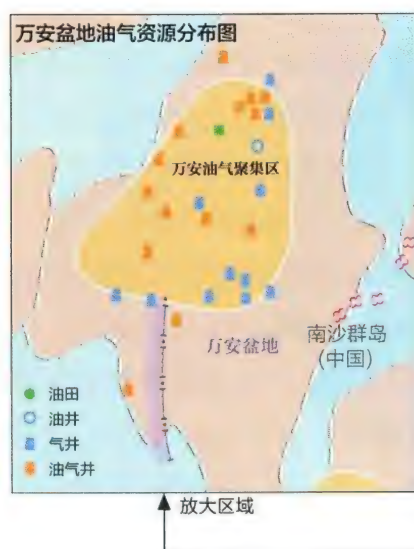 万安盆地油气资源分布图
万安油气聚集区
万安盆地
南沙群岛
(中国)
油田
油井
气井
油气井
放大区域